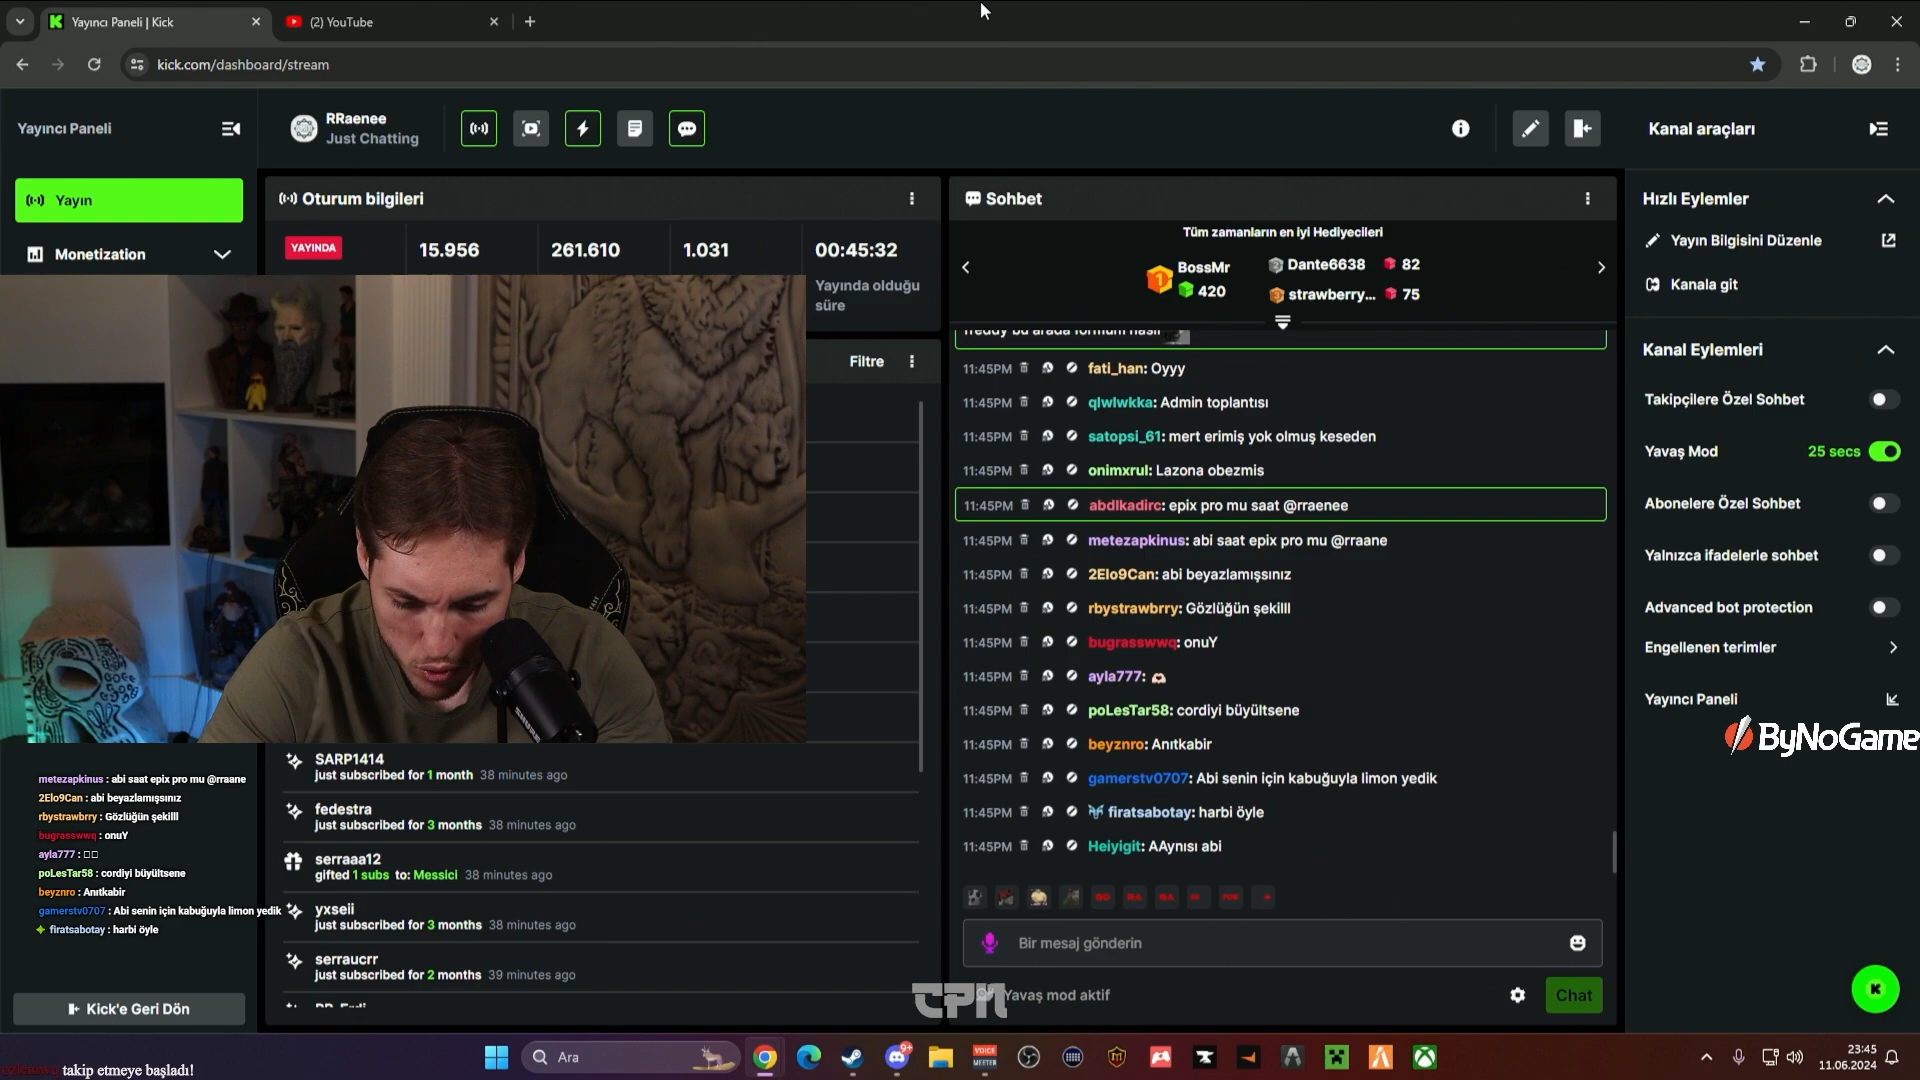 Yayıncı Paneli | Kick
(2) YouTube
kick.com/dashboard/stream
Yayıncı Paneli
RRaenee
Just Chatting
Kanal araçları
Yayın
Monetization
Oturum bilgileri
YAYINDA
15.956
261.610
1.031
00:45:32
Yayında olduğu
süre
Filtre
SARP1414
just subscribed for 1 month 38 minutes ago
fedestra
just subscribed for 3 months 38 minutes ago
serraaa12
gifted 1 subs to: Messicl 38 minutes ago
yxseii
just subscribed for 3 months 38 minutes ago
serraucrr
just subscribed for 2 months 39 minutes ago
Sohbet
Tüm zamanların en iyi Hediyecileri
BossMr
420
Dante6638 82
strawberry... 75
freddy bu arada formum nasıl
11:45PM fati_han: Oyyy
11:45PM qlwlwkka: Admin toplantısı
11:45PM satopsi_61: mert erimiş yok olmuş keseden
11:45PM onimxrul: Lazona obezmis
11:45PM abdlkadirc: epix pro mu saat @rraenee
11:45PM metezapkinus: abi saat epix pro mu @rraane
11:45PM 2Elo9Can: abi beyazlamışsınız
11:45PM rbystrawbrry: Gözlüğün şekilll
11:45PM bugrasswwq: onuY
11:45PM ayla777:
11:45PM poLesTar58: cordiyi büyültsene
11:45PM beyznro: Anıtkabir
11:45PM gamerstv0707: Abi senin için kabuğuyla limon yedik
11:45PM firatsabotay: harbi öyle
11:45PM Heiyigit: AAynısı abi
Bir mesaj gönderin
Yavaş mod aktif
Chat
Hızlı Eylemler
Yayın Bilgisini Düzenle
Kanala git
Kanal Eylemleri
Takipçilere Özel Sohbet
Yavaş Mod 25 secs
Abonelere Özel Sohbet
Yalnızca ifadelerle sohbet
Advanced bot protection
Engellenen terimler
Yayıncı Paneli
ByNoGame
metezapkinus : abi saat epix pro mu @rraane
2Elo9Can : abi beyazlamışsınız
rbystrawbrry : Gözlüğün şekilll
bugrasswwq : onuY
ayla777 :
poLesTar58 : cordiyi büyültsene
beyznro : Anıtkabir
gamerstv0707 : Abi senin için kabuğuyla limon yedik
firatsabotay : harbi öyle
Kick'e Geri Dön
takip etmeye başladı!
Ara
9+
VOICE
MEETER
23:45
11.06.2024